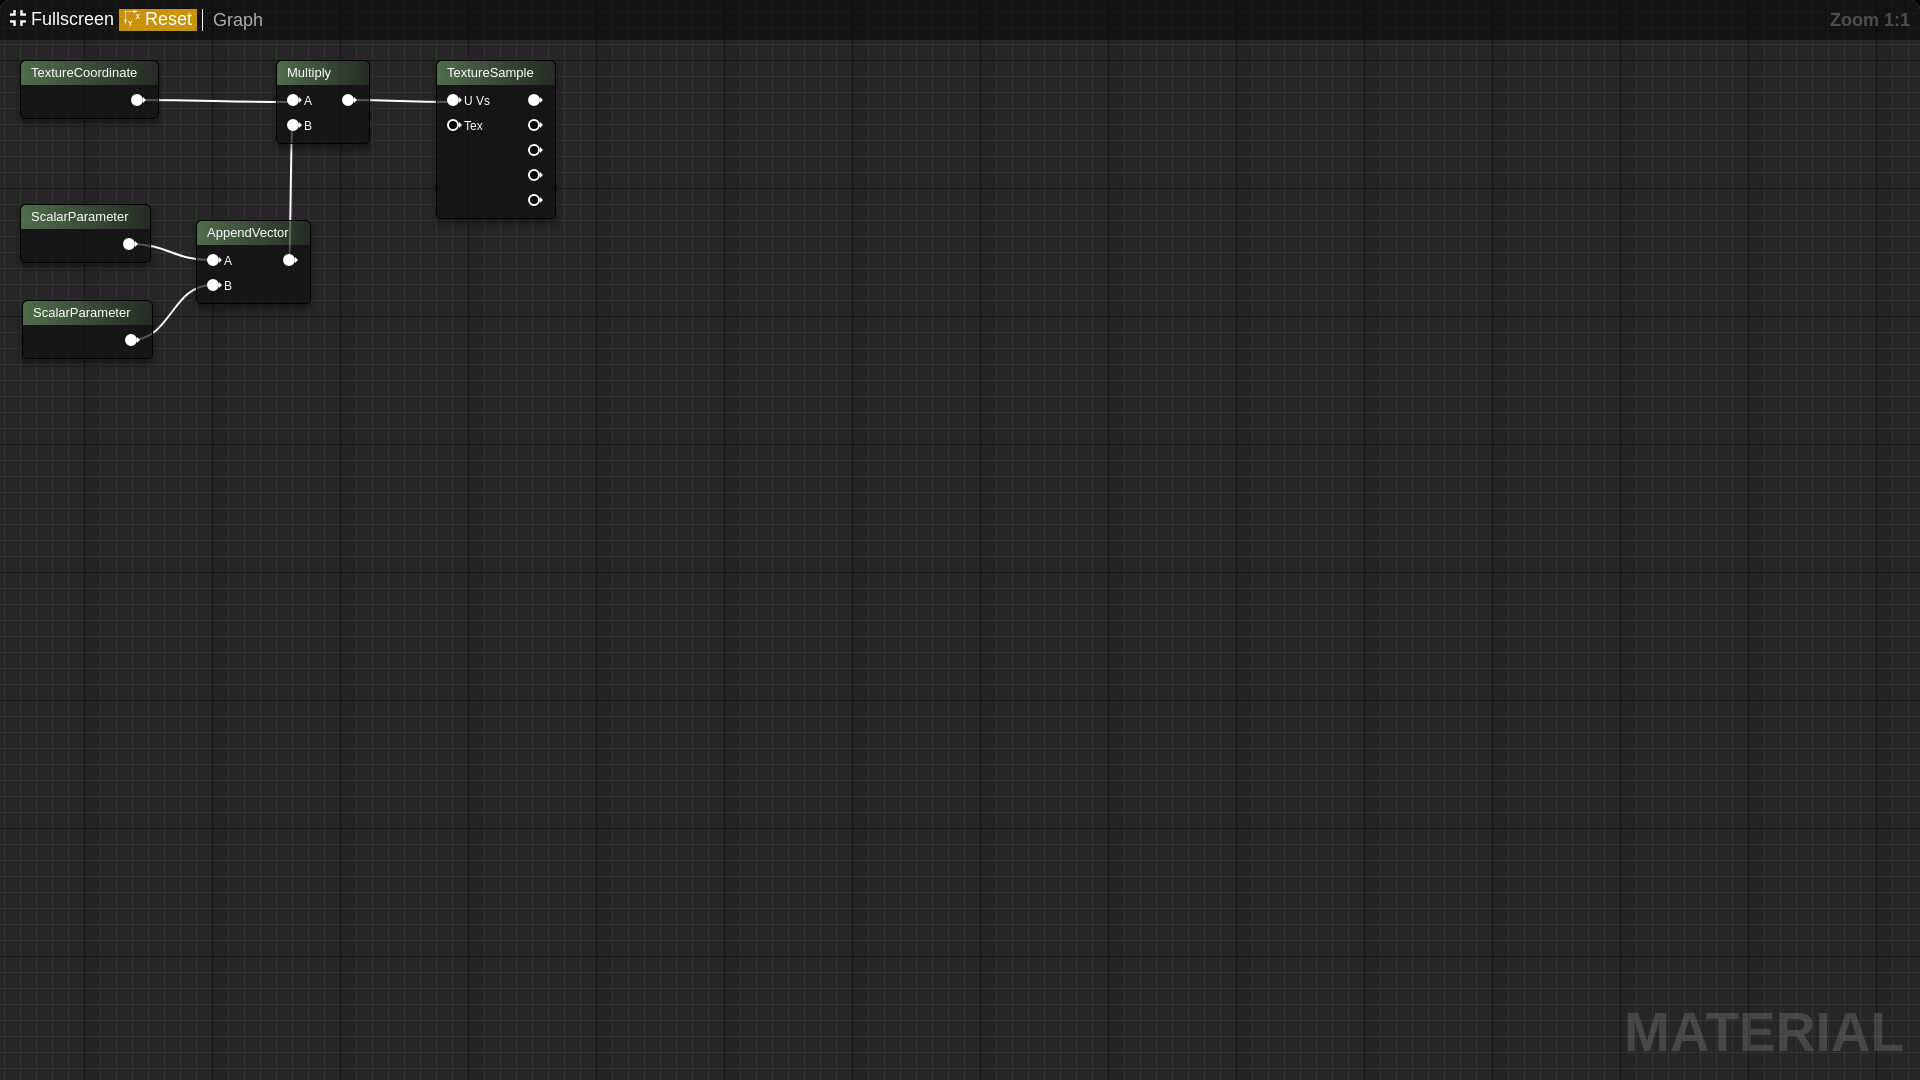 Fullscreen Reset Graph Zoom 1:1
TextureCoordinate
Multiply
A
B
TextureSample
U Vs
Tex
ScalarParameter
AppendVector
A
B
ScalarParameter
MATERIAL